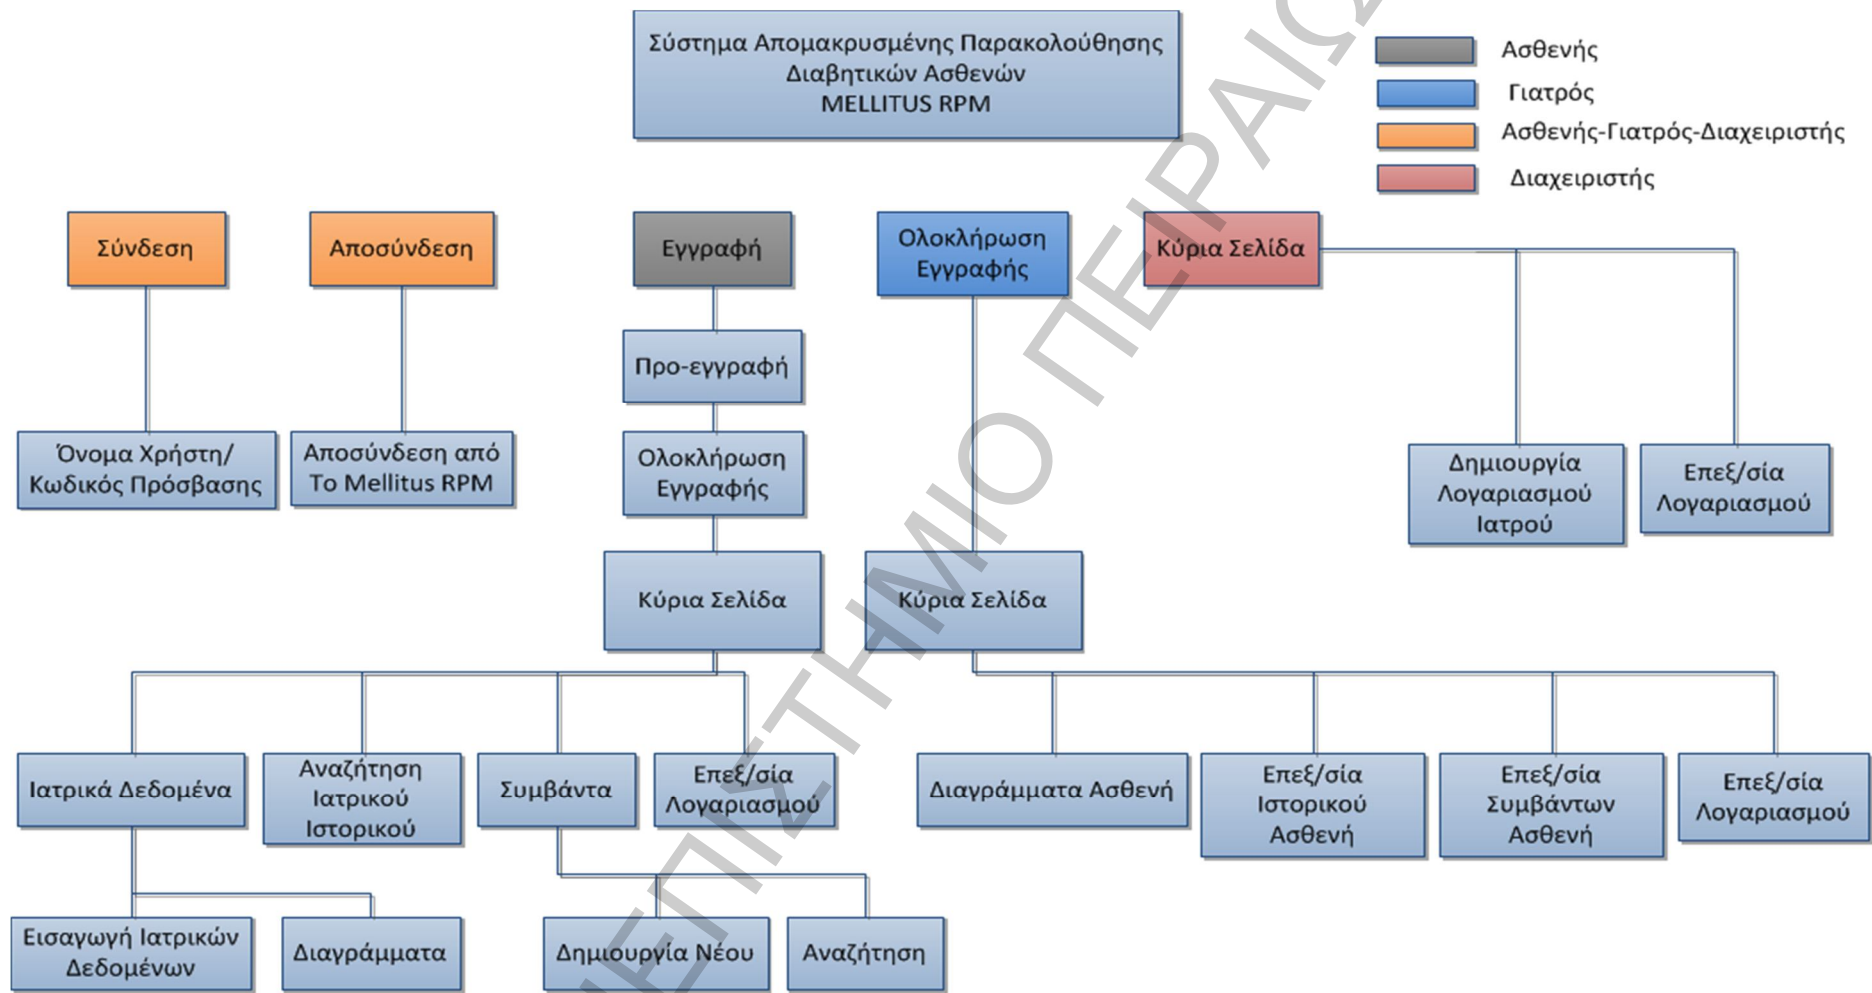 Σύστημα Απομακρυσμένης Παρακολούθησης
Διαβητικών Ασθενών
MELLITUS RPM
Ασθενής
Γιατρός
Ασθενής-Γιατρός-Διαχειριστής
Διαχειριστής
Σύνδεση
Αποσύνδεση
Εγγραφή
Ολοκλήρωση
Εγγραφής
Κύρια Σελίδα
Προ-εγγραφή
Όνομα Χρήστη/
Κωδικός Πρόσβασης
Αποσύνδεση από
Το Mellitus RPM
Ολοκλήρωση
Εγγραφής
Δημιουργία
Λογαριασμού
Ιατρού
Επεξ/σία
Λογαριασμού
Κύρια Σελίδα
Κύρια Σελίδα
Ιατρικά Δεδομένα
Αναζήτηση
Ιατρικού
Ιστορικού
Συμβάντα
Επεξ/σία
Λογαριασμού
Διαγράμματα Ασθενή
Επεξ/σία
Ιστορικού
Ασθενή
Επεξ/σία
Συμβάντων
Ασθενή
Επεξ/σία
Λογαριασμού
Εισαγωγή Ιατρικών
Δεδομένων
Διαγράμματα
Δημιουργία Νέου
Αναζήτηση